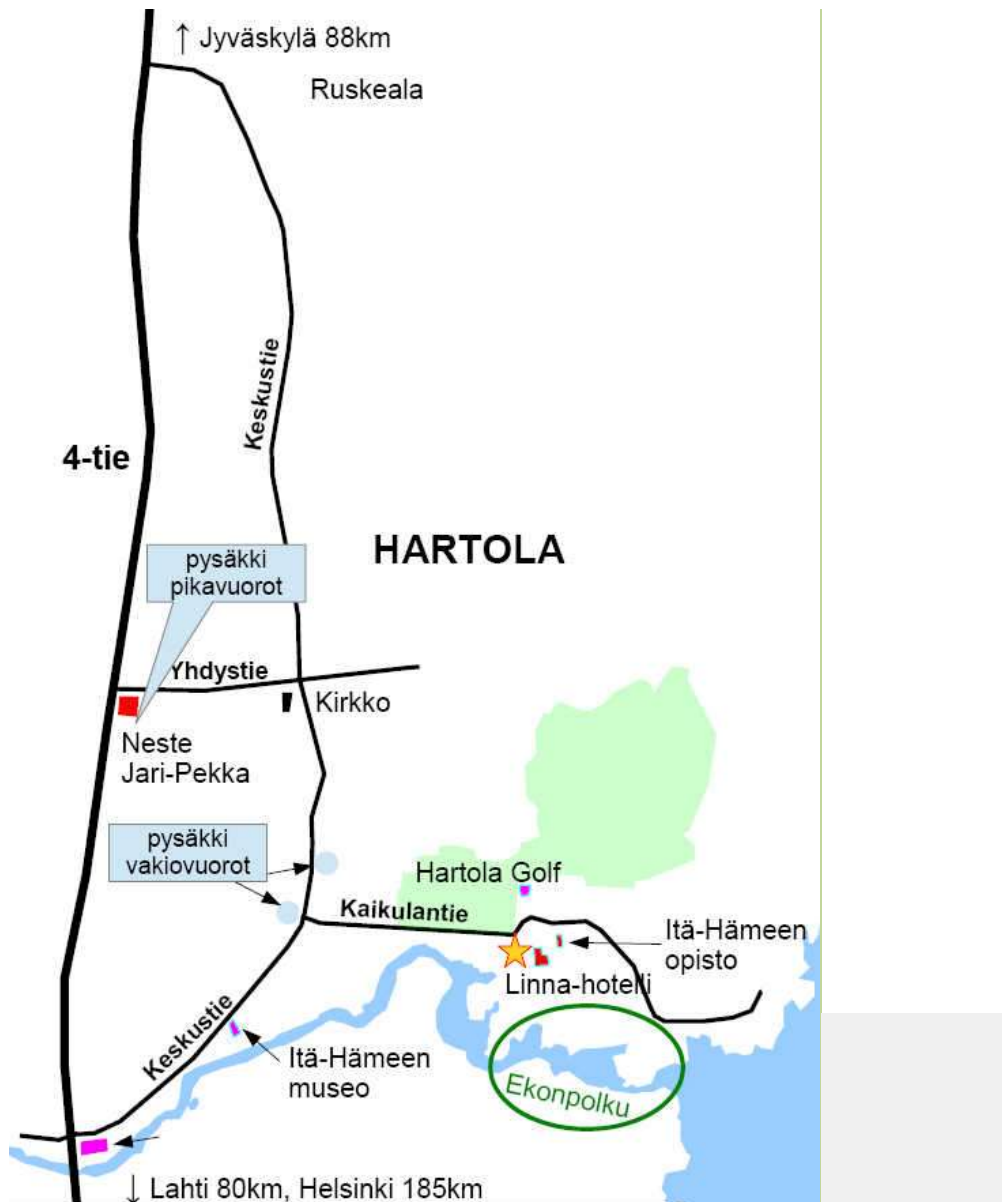 ↑ Jyväskylä 88km
Ruskeala
Keskustie
4-tie
HARTOLA
pysäkki
pikavuorot
Yhdystie
Kirkko
Neste
Jari-Pekka
pysäkki
vakiovuorot
Hartola Golf
Kaikulantie
Itä-Hämeen
opisto
Linna-hotelli
Keskustie
Itä-Hämeen
museo
Ekonpolku
↓ Lahti 80km, Helsinki 185km